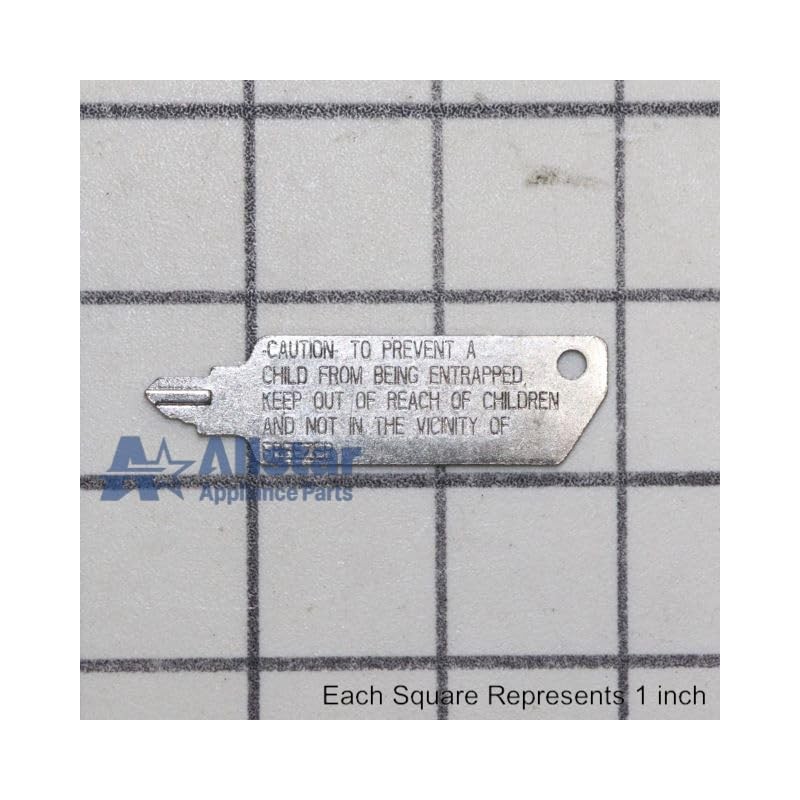 -CAUTION- TO PREVENT A
CHILD FROM BEING ENTRAPPED,
KEEP OUT OF REACH OF CHILDREN
AND NOT IN THE VICINITY OF
FREEZER
Allstar
Appliance Parts
Each Square Represents 1 inch